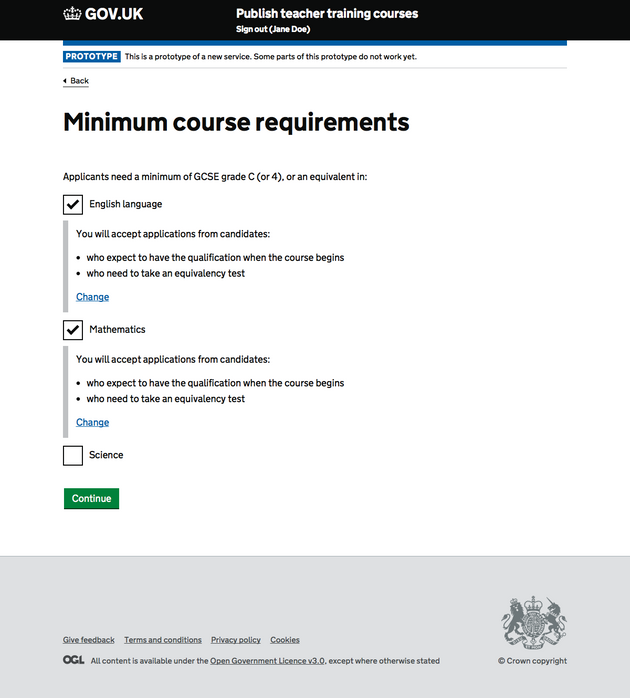 GOV.UK
Publish teacher training courses
Sign out (Jane Doe)
PROTOTYPE This is a prototype of a new service. Some parts of this prototype do not work yet.
Back
Minimum course requirements
Applicants need a minimum of GCSE grade C (or 4), or an equivalent in:
English language
You will accept applications from candidates:
• who expect to have the qualification when the course begins
• who need to take an equivalency test
Change
Mathematics
You will accept applications from candidates:
• who expect to have the qualification when the course begins
• who need to take an equivalency test
Change
Science
Continue
Give feedback Terms and conditions Privacy policy Cookies
OGL All content is available under the Open Government Licence v3.0, except where otherwise stated
© Crown copyright